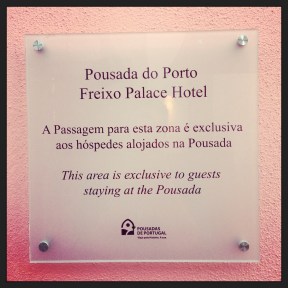 Pousada do Porto
Freixo Palace Hotel
A Passagem para esta zona é exclusiva
aos hóspedes alojados na Pousada
This area is exclusive to guests
staying at the Pousada
POUSADAS
DE PORTUGAL